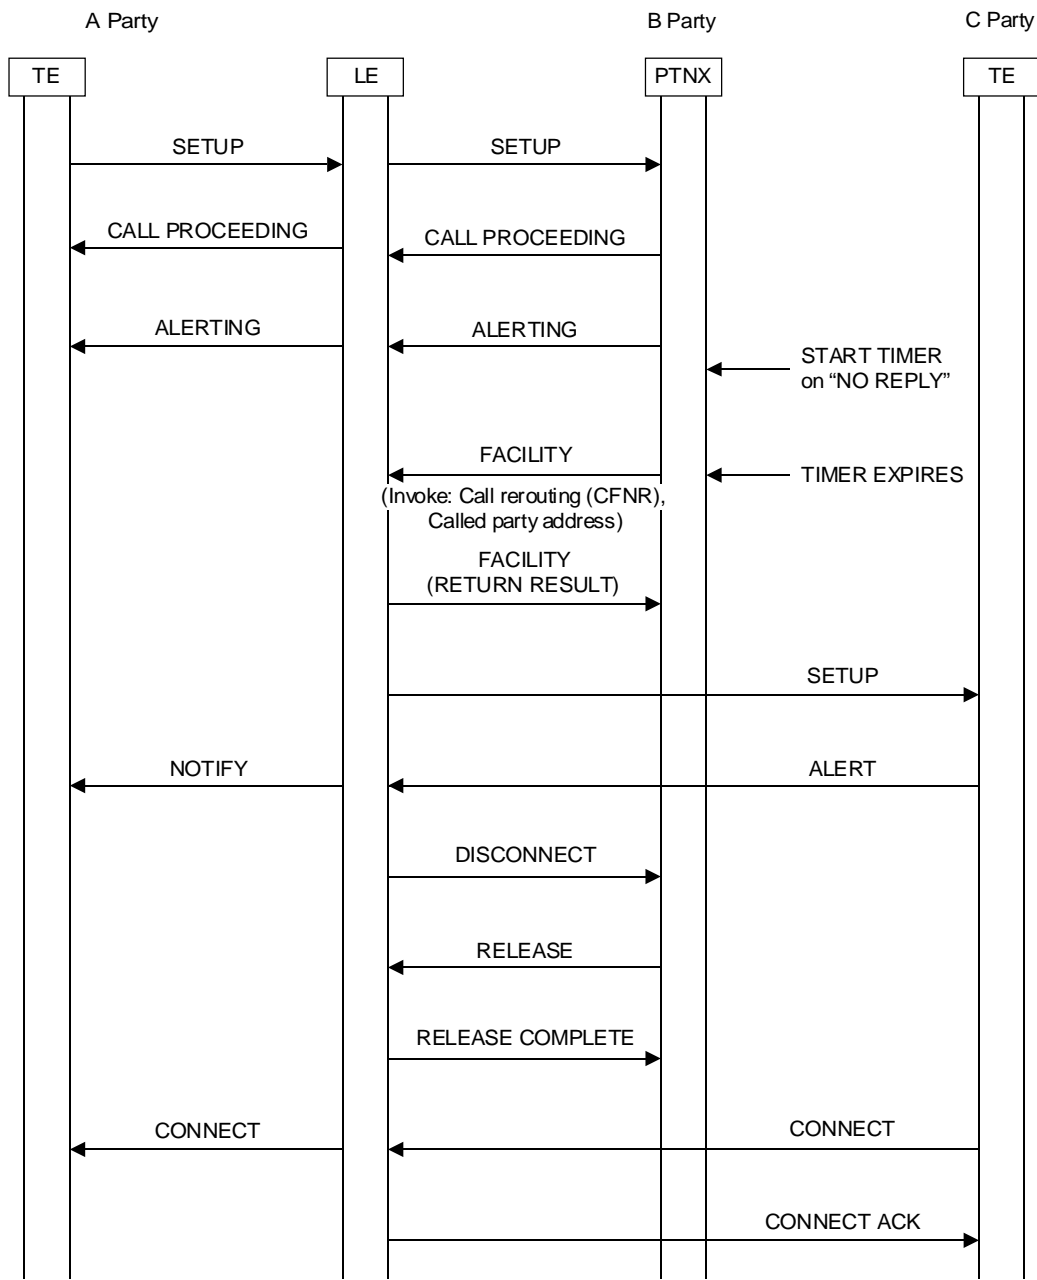 A Party
B Party
C Party
TE
LE
PTNX
TE
SETUP
SETUP
CALL PROCEEDING
CALL PROCEEDING
ALERTING
ALERTING
START TIMER
on “NO REPLY”
FACILITY
TIMER EXPIRES
(Invoke: Call rerouting (CFNR),
Called party address)
FACILITY
(RETURN RESULT)
SETUP
NOTIFY
ALERT
DISCONNECT
RELEASE
RELEASE COMPLETE
CONNECT
CONNECT
CONNECT ACK